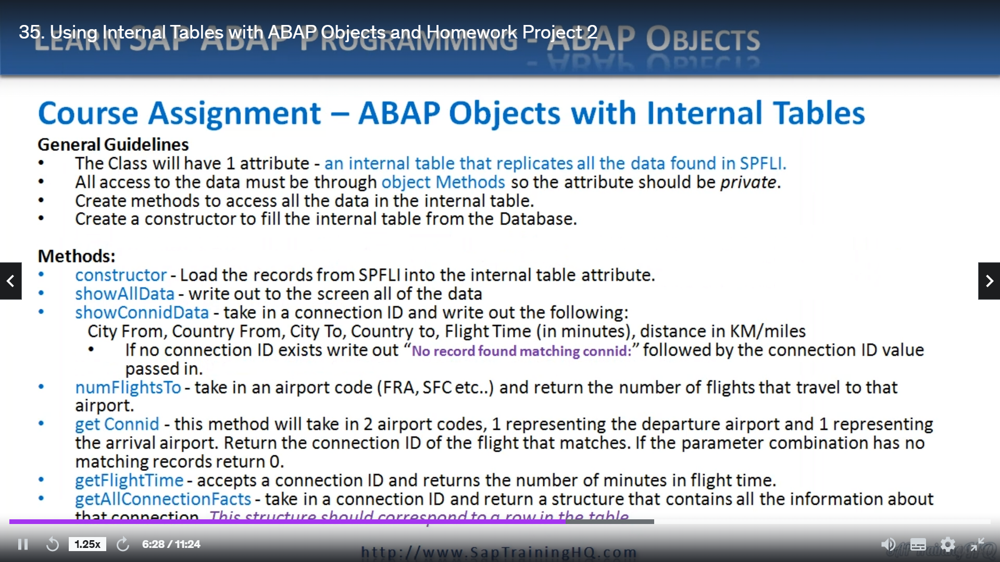 35. Using Internal Tables with ABAP Objects and Homework Project 2
LEARN SAP ABAP PROGRAMMING - ABAP OBJECTS
Course Assignment – ABAP Objects with Internal Tables
General Guidelines
• The Class will have 1 attribute - an internal table that replicates all the data found in SPFLI.
• All access to the data must be through object Methods so the attribute should be private.
• Create methods to access all the data in the internal table.
• Create a constructor to fill the internal table from the Database.
Methods:
• constructor - Load the records from SPFLI into the internal table attribute.
• showAllData - write out to the screen all of the data
• showConnidData - take in a connection ID and write out the following:
City From, Country From, City To, Country to, Flight Time (in minutes), distance in KM/miles
• If no connection ID exists write out “No record found matching connid:” followed by the connection ID value
passed in.
• numFlightsTo - take in an airport code (FRA, SFC etc..) and return the number of flights that travel to that
airport.
• get Connid - this method will take in 2 airport codes, 1 representing the departure airport and 1 representing
the arrival airport. Return the connection ID of the flight that matches. If the parameter combination has no
matching records return 0.
• getFlightTime - accepts a connection ID and returns the number of minutes in flight time.
• getAllConnectionFacts - take in a connection ID and return a structure that contains all the information about
that connection. This structure should correspond to a row in the table
1.25x
6:28 / 11:24
http://www.SapTrainingHQ.com